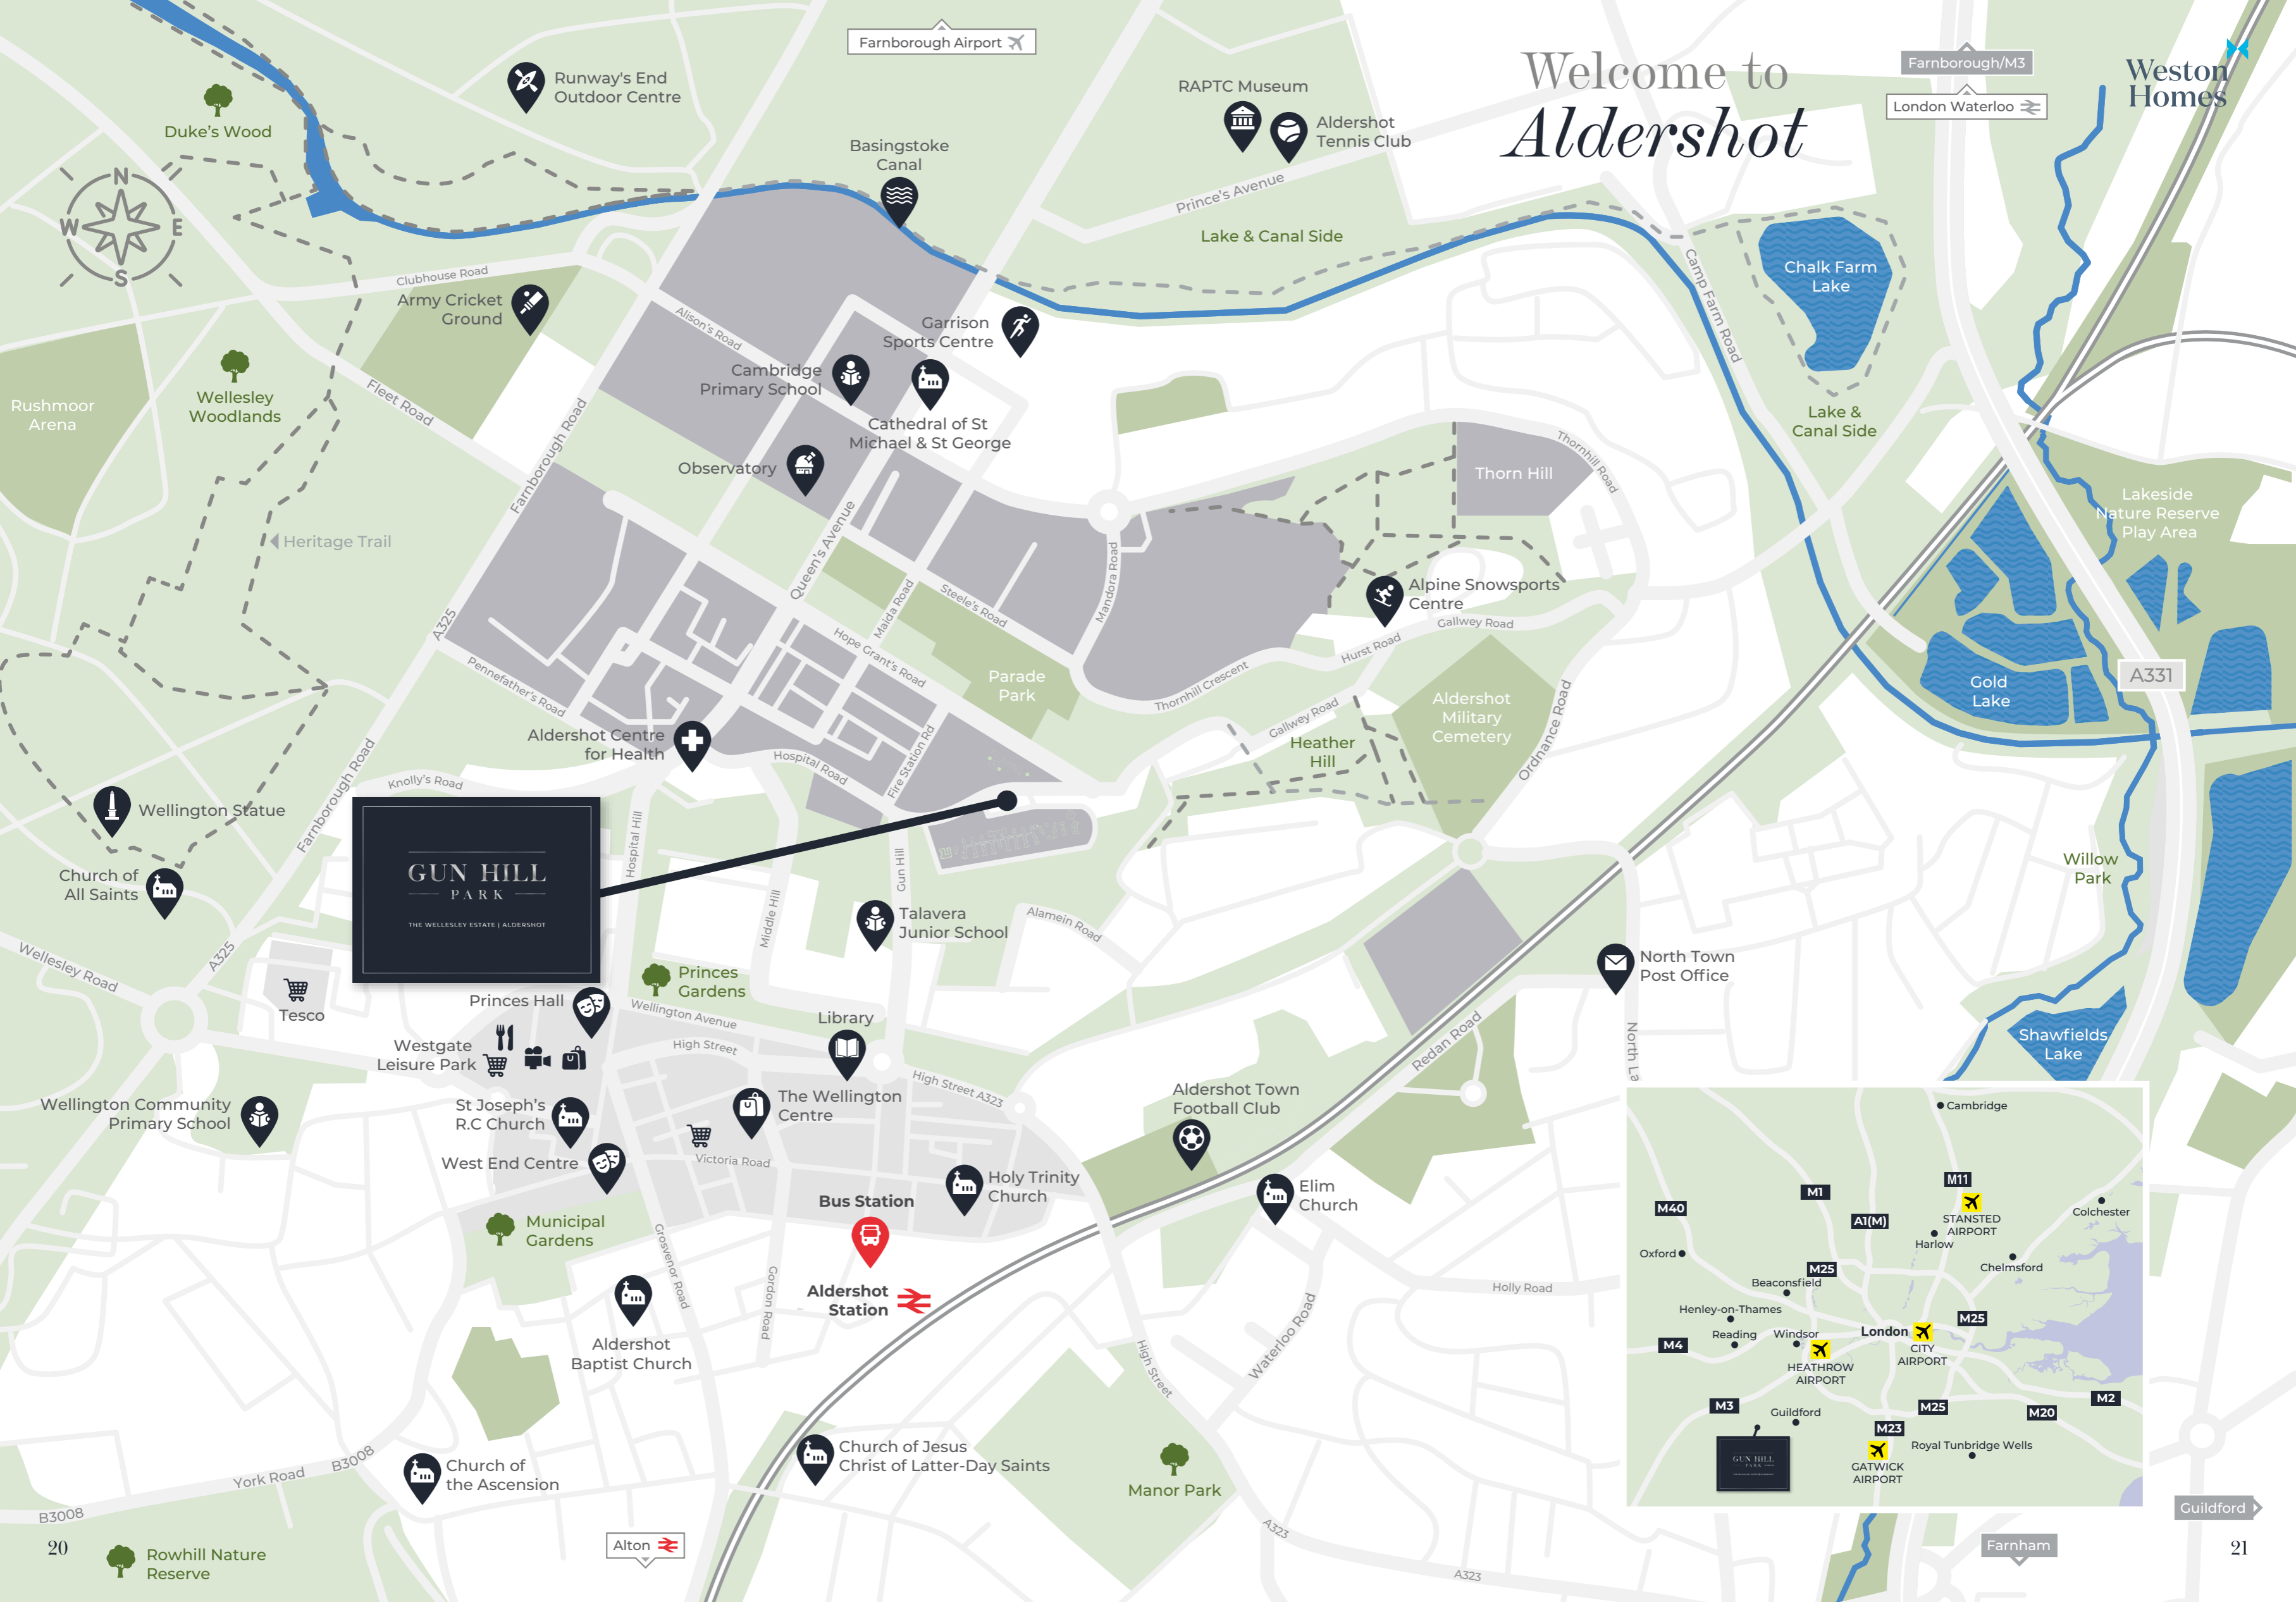 Welcome to
Aldershot
Weston
Homes
Farnborough Airport
Farnborough/M3
London Waterloo
Runway's End
Outdoor Centre
Duke's Wood
Basingstoke
Canal
RAPTC Museum
Aldershot
Tennis Club
Prince's Avenue
Lake & Canal Side
N
W
E
S
Clubhouse Road
Army Cricket
Ground
Alison's Road
Garrison
Sports Centre
Camp Farm Road
Chalk Farm
Lake
Lake &
Canal Side
Rushmoor
Arena
Wellesley
Woodlands
Fleet Road
Farnborough Road
Cambridge
Primary School
Cathedral of St
Michael & St George
Observatory
Thorn Hill
Thornhill Road
Lakeside
Nature Reserve
Play Area
Heritage Trail
Queen's Avenue
Maida Road
Steele's Road
Mandora Road
Alpine Snowsports
Centre
Gallwey Road
Hurst Road
A325
Pennefather's Road
Hope Grant's Road
Parade
Park
Thornhill Crescent
Gallwey Road
Heather
Hill
Aldershot
Military
Cemetery
Ordnance Road
Gold
Lake
A331
Aldershot Centre
for Health
Hospital Road
Fire Station Rd
Knolly's Road
Farnborough Road
Wellington Statue
Church of
All Saints
GUN HILL
PARK
THE WELLESLEY ESTATE | ALDERSHOT
Hospital Hill
Middle Hill
Gun Hill
Talavera
Junior School
Alamein Road
Willow
Park
Wellesley Road
A325
Tesco
Princes Hall
Princes
Gardens
Wellington Avenue
High Street
Library
North Town
Post Office
North La
Redan Road
Shawfields
Lake
Westgate
Leisure Park
Wellington Community
Primary School
St Joseph's
R.C Church
The Wellington
Centre
High Street A323
Aldershot Town
Football Club
West End Centre
Victoria Road
Holy Trinity
Church
Elim
Church
Bus Station
Municipal
Gardens
Grosvenor Road
Gordon Road
Aldershot
Station
Aldershot
Baptist Church
Holly Road
Waterloo Road
High Street
Church of Jesus
Christ of Latter-Day Saints
Manor Park
York Road
B3008
Church of
the Ascension
B3008
20
Rowhill Nature
Reserve
Alton
A323
A323
Cambridge
M11
M1
M40
A1(M)
STANSTED
AIRPORT
Colchester
Harlow
Oxford
Chelmsford
M25
Beaconsfield
Henley-on-Thames
M25
Reading
Windsor
London
CITY
AIRPORT
M4
HEATHROW
AIRPORT
M3
Guildford
M25
M2
M20
M23
Royal Tunbridge Wells
GUN HILL
PARK
GATWICK
AIRPORT
Guildford
Farnham
21